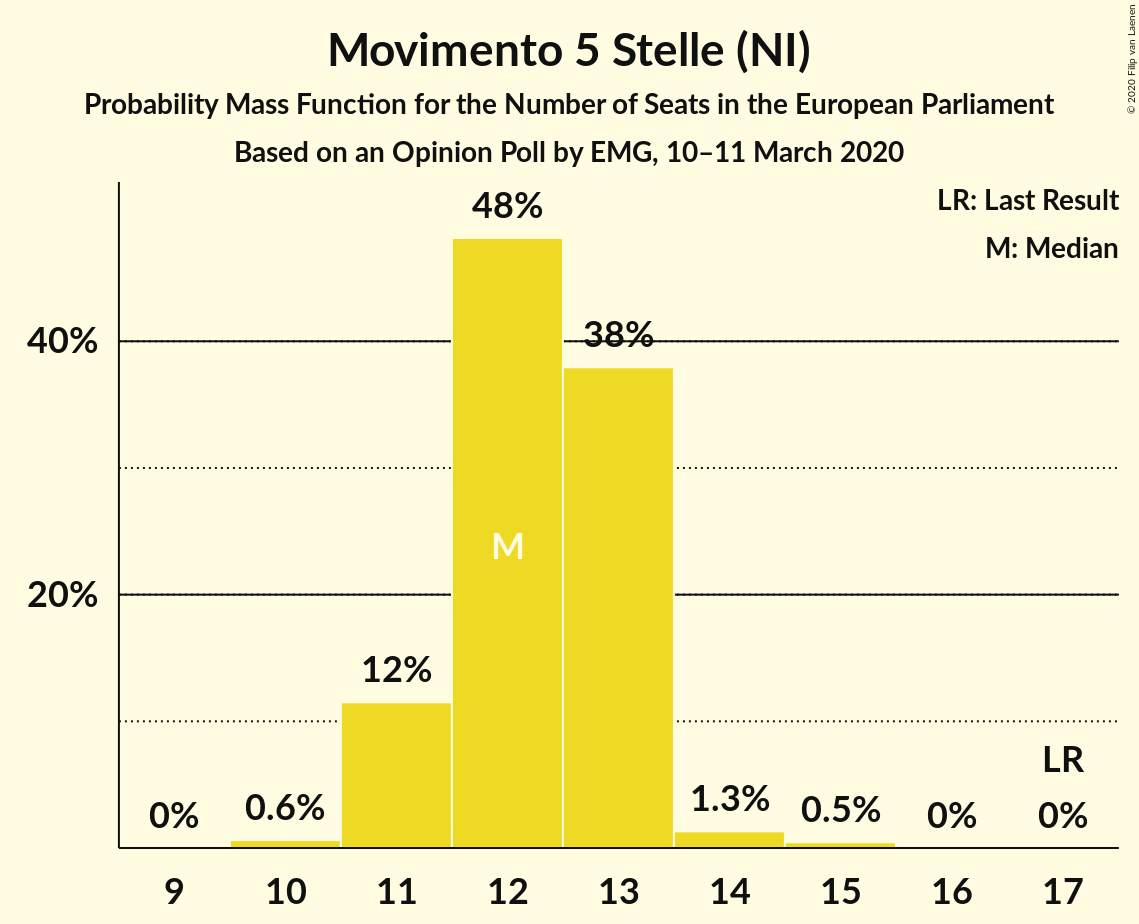 Movimento 5 Stelle (NI)
Probability Mass Function for the Number of Seats in the European Parliament
Based on an Opinion Poll by EMG, 10–11 March 2020
© 2020 Filip van Laenen
LR: Last Result
M: Median
48%
40%
38%
M
20%
12%
LR
0%
0.6%
1.3%
0.5%
0%
0%
9
10
11
12
13
14
15
16
17